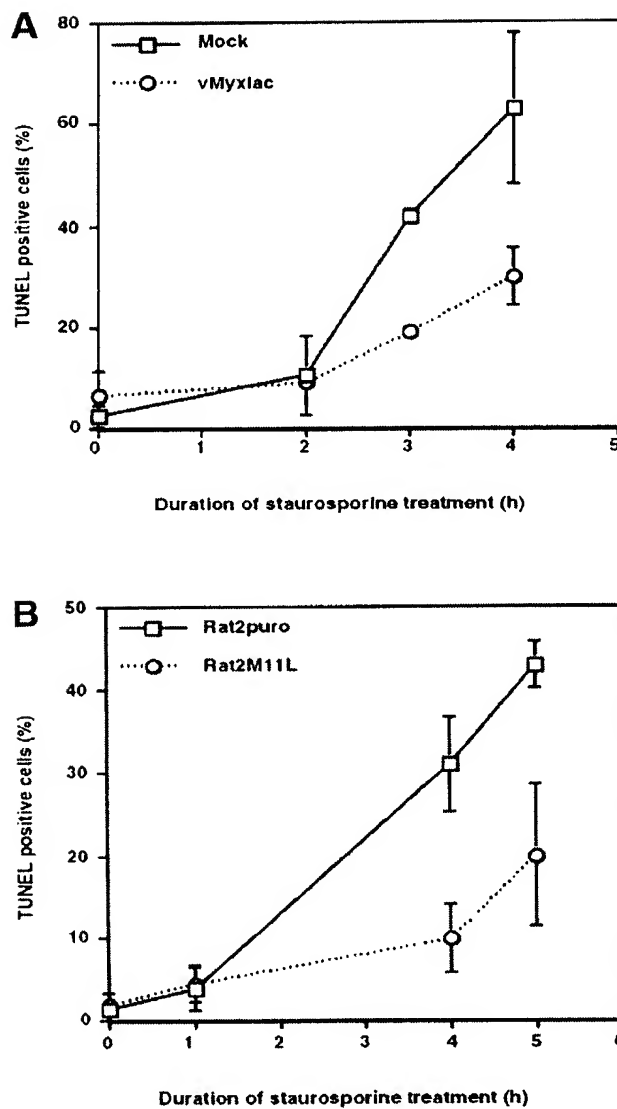 A
80
60
40
20
0
TUNEL positive cells (%)
Mock
vMyxlac
0 1 2 3 4 5
Duration of staurosporine treatment (h)
B
50
40
30
20
10
0
TUNEL positive cells (%)
Rat2puro
Rat2M11L
0 1 2 3 4 5 6
Duration of staurosporine treatment (h)